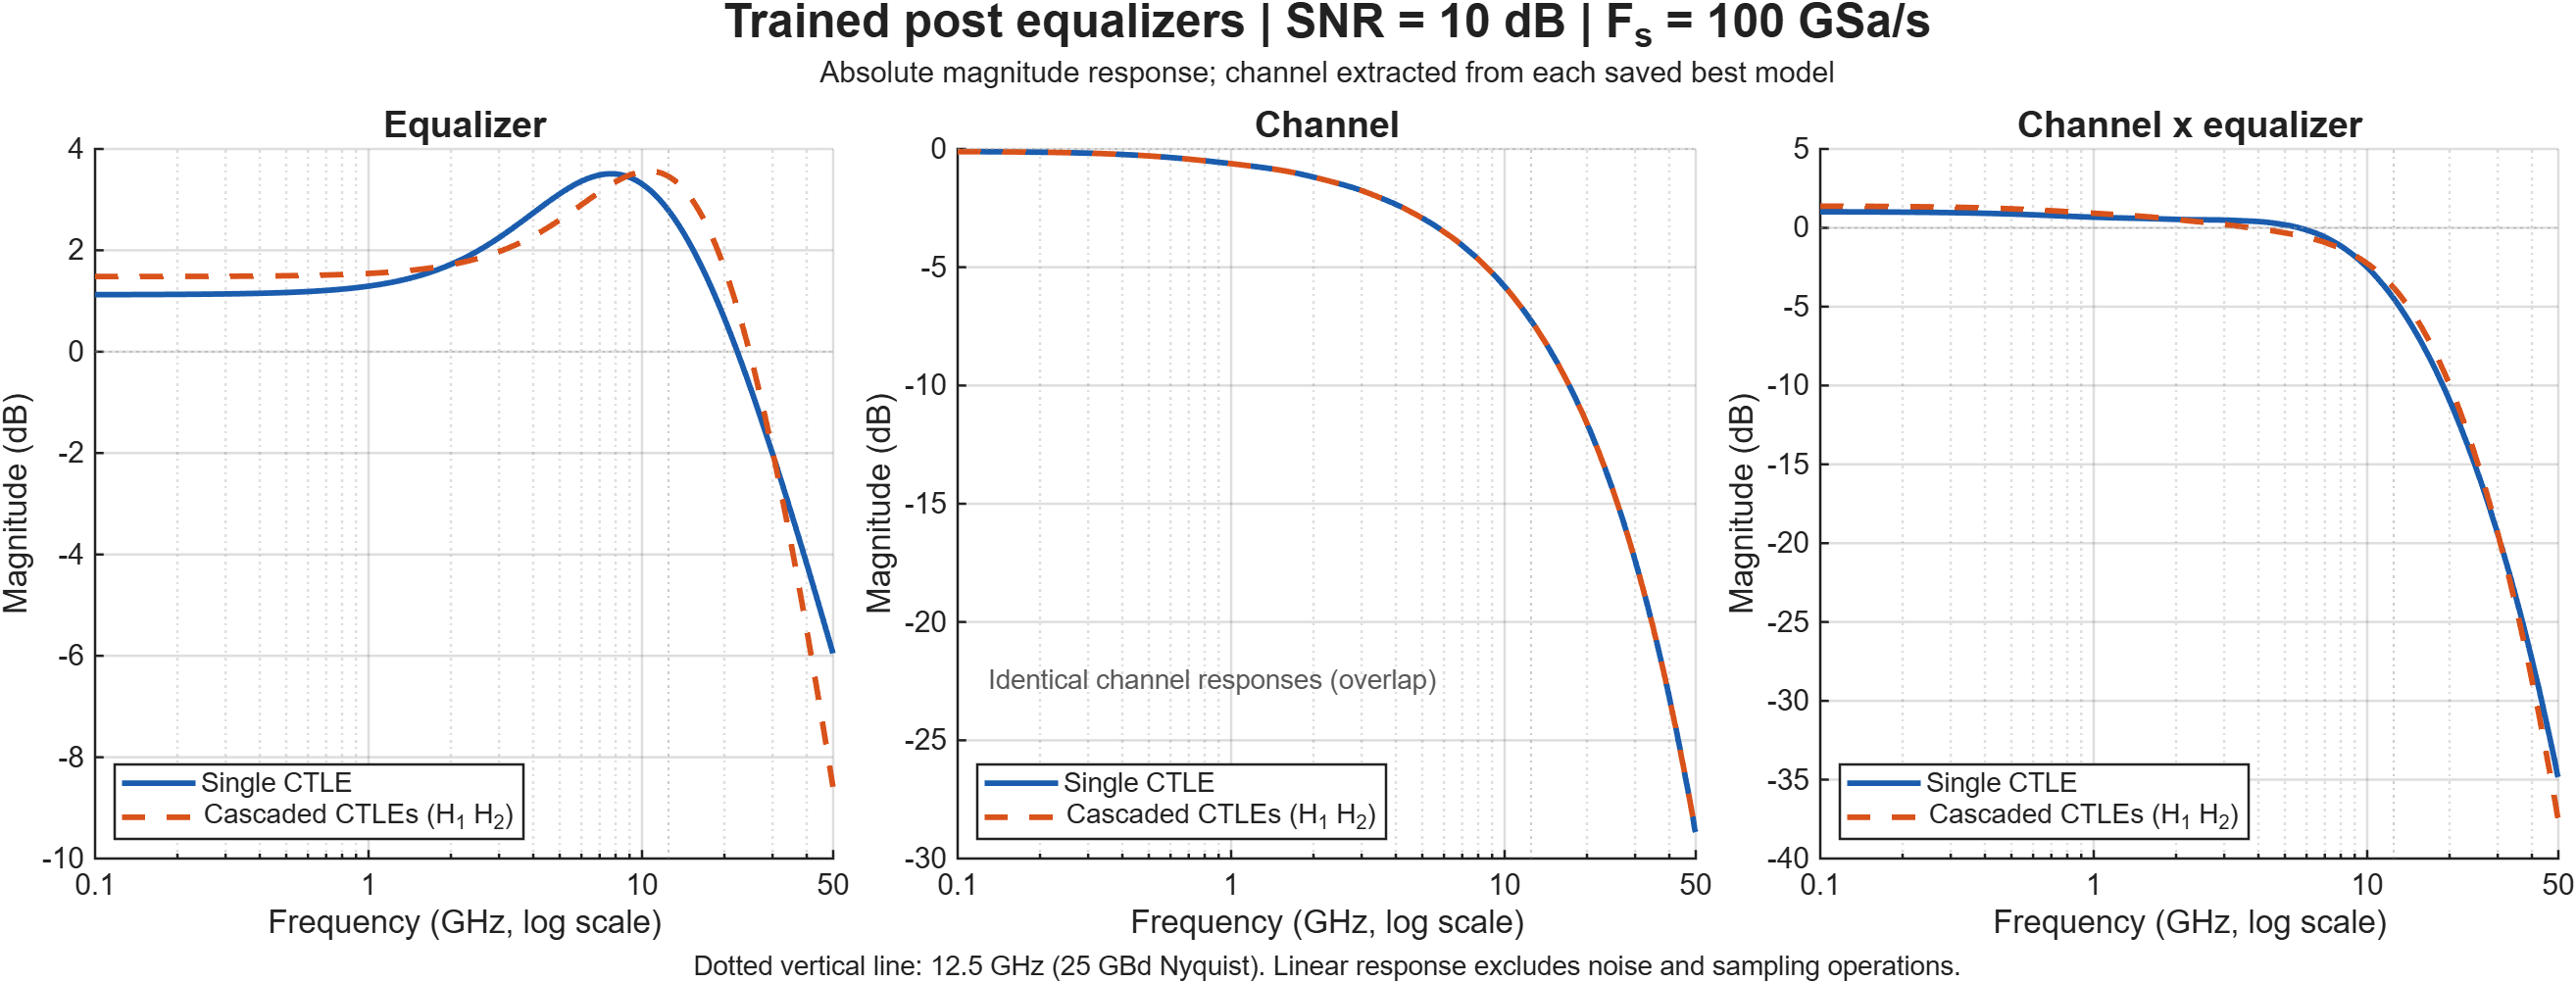 Trained post equalizers | SNR = 10 dB | Fs = 100 GSa/s
Absolute magnitude response; channel extracted from each saved best model
Equalizer
4
2
0
-2
-4
-6
-8
-10
0.1
1
10
50
Magnitude (dB)
Frequency (GHz, log scale)
Single CTLE
Cascaded CTLEs (H1 H2)
Channel
0
-5
-10
-15
-20
-25
-30
0.1
1
10
50
Magnitude (dB)
Frequency (GHz, log scale)
Identical channel responses (overlap)
Single CTLE
Cascaded CTLEs (H1 H2)
Channel x equalizer
5
0
-5
-10
-15
-20
-25
-30
-35
-40
0.1
1
10
50
Magnitude (dB)
Frequency (GHz, log scale)
Single CTLE
Cascaded CTLEs (H1 H2)
Dotted vertical line: 12.5 GHz (25 GBd Nyquist). Linear response excludes noise and sampling operations.